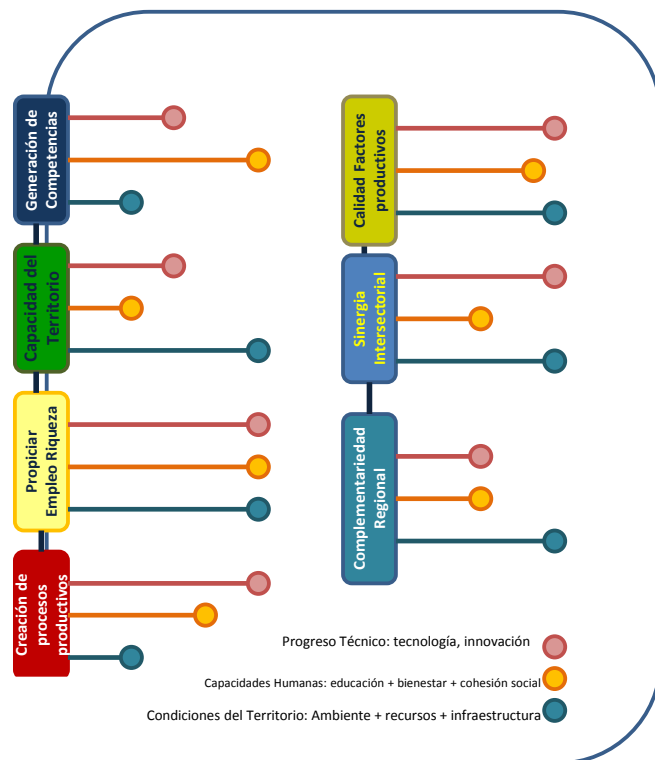 Generación de
Competencias
Capacidad del
Territorio
Propiciar
Empleo Riqueza
Creación de
procesos
productivos
Calidad Factores
productivos
Sinergia
Intersectorial
Complementariedad
Regional
Progreso Técnico: tecnología, innovación
Capacidades Humanas: educación + bienestar + cohesión social
Condiciones del Territorio: Ambiente + recursos + infraestructura